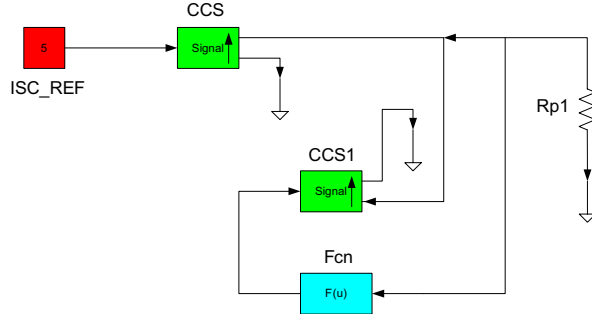 CCS
5
Signal
ISC_REF
Rp1
CCS1
Signal
Fcn
F(u)